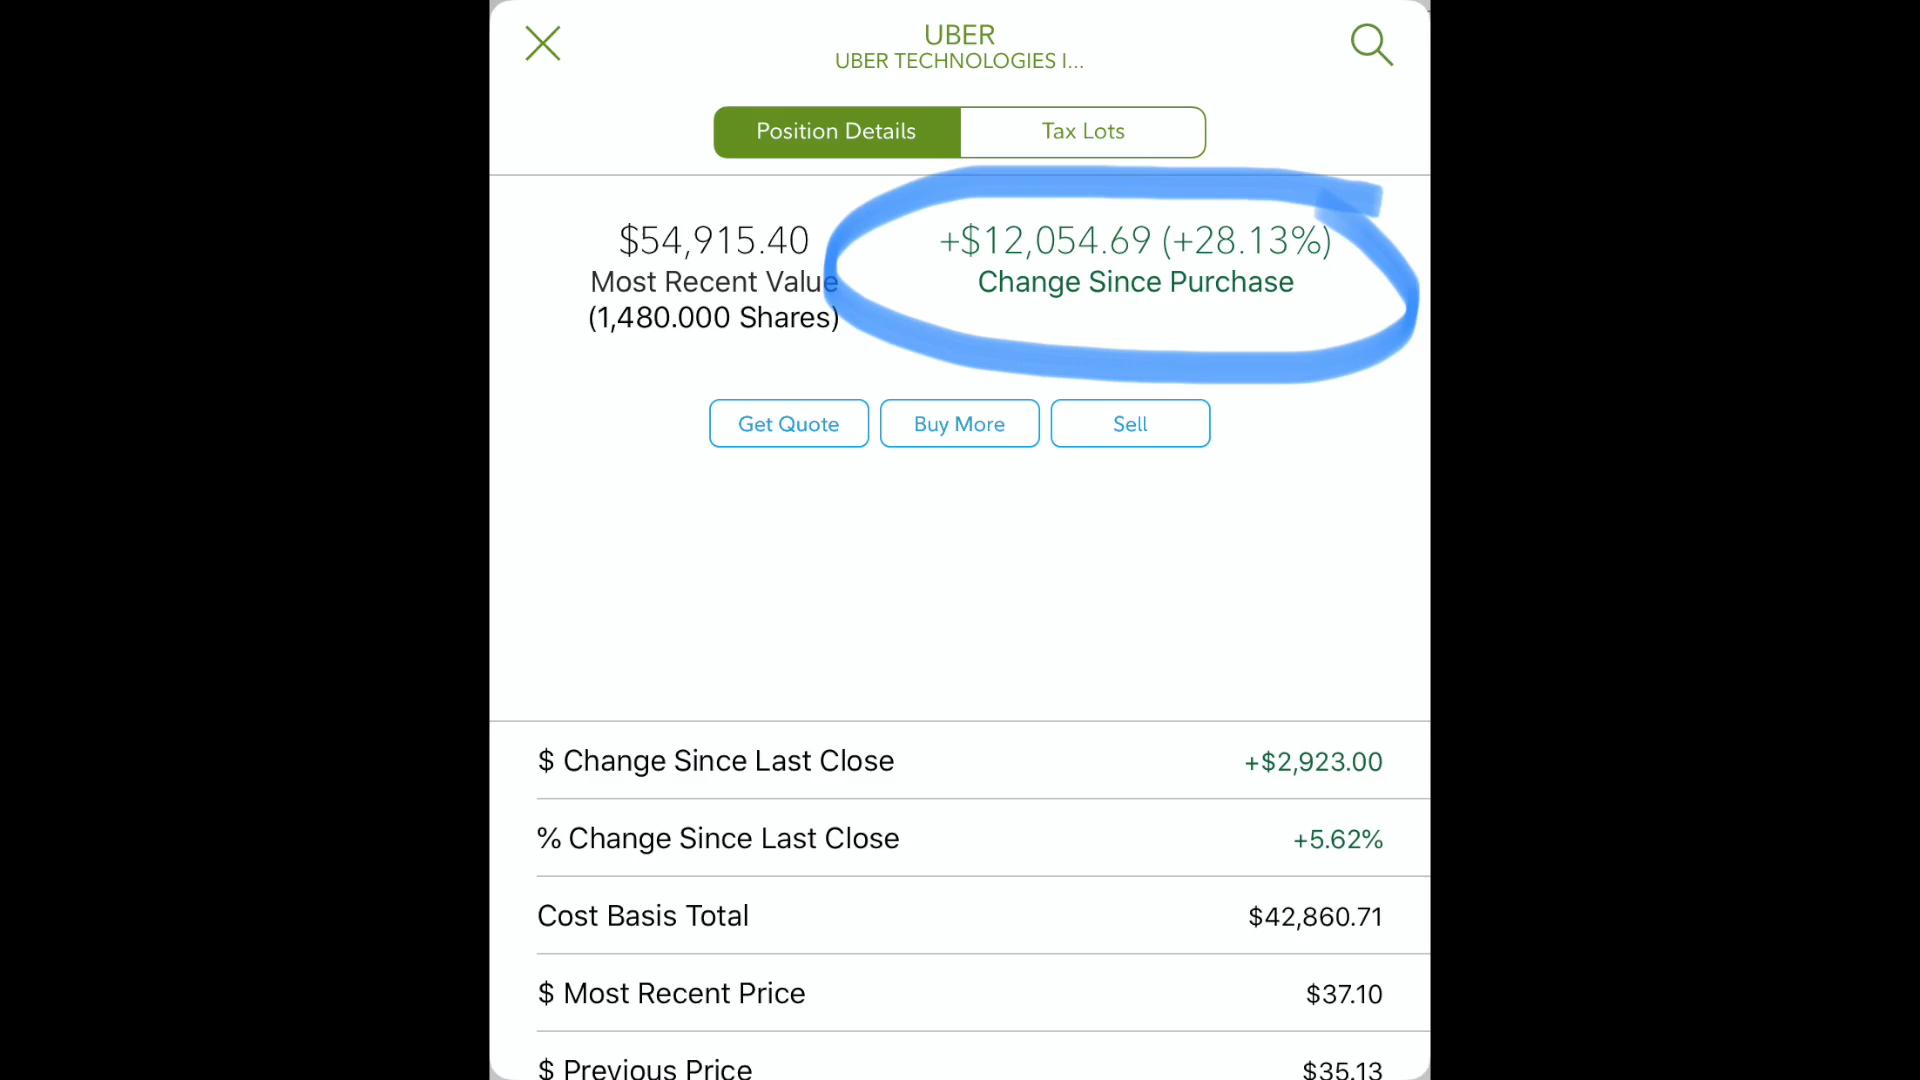 UBER
UBER TECHNOLOGIES I...
Position Details
Tax Lots
$54,915.40
Most Recent Value
(1,480.000 Shares)
+$12,054.69 (+28.13%)
Change Since Purchase
Get Quote
Buy More
Sell
$ Change Since Last Close +$2,923.00
% Change Since Last Close +5.62%
Cost Basis Total $42,860.71
$ Most Recent Price $37.10
$ Previous Price $35.13